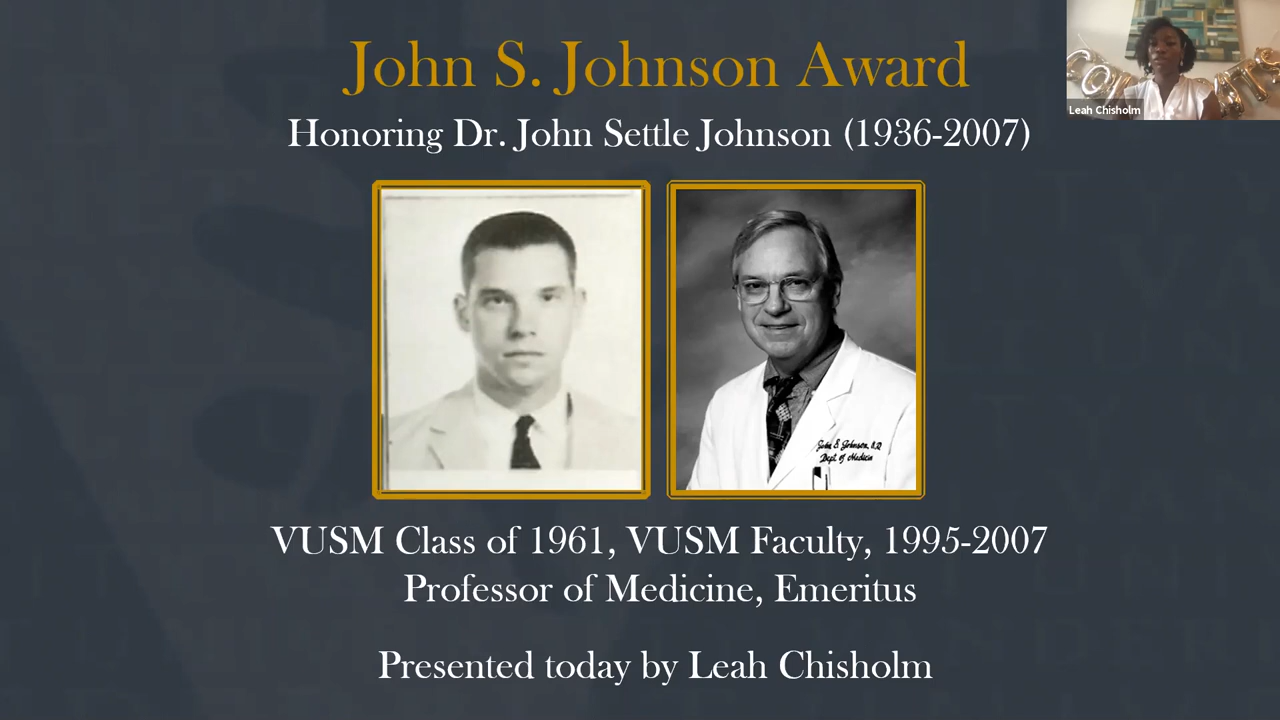 John S. Johnson Award
Honoring Dr. John Settle Johnson (1936-2007)
Leah Chisholm
John S Johnson, M.D.
Dept. of Medicin
VUSM Class of 1961, VUSM Faculty, 1995-2007
Professor of Medicine, Emeritus
Presented today by Leah Chisholm